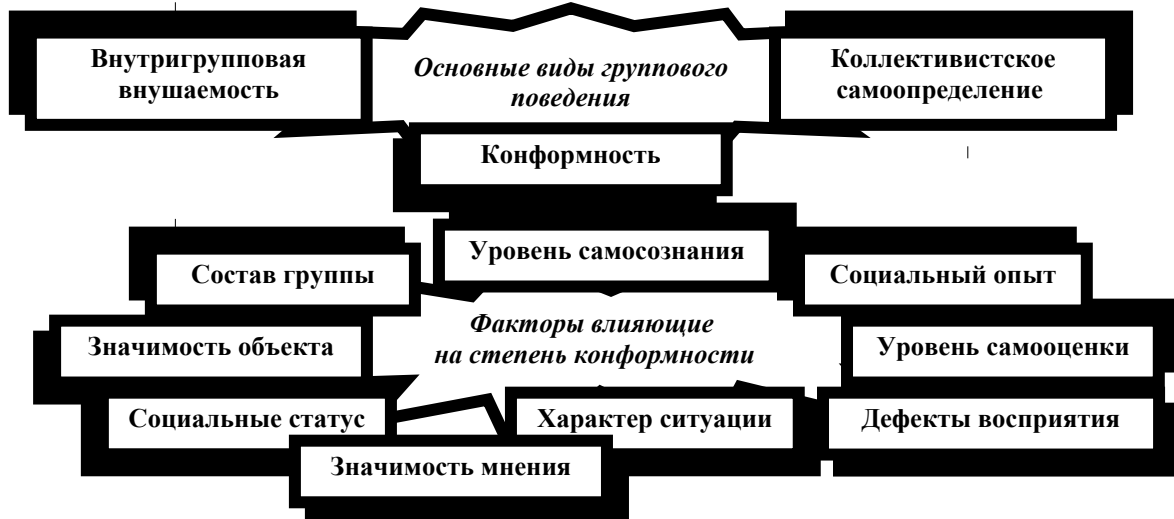 Внутригрупповая
внушаемость
Основные виды группового
поведения
Коллективистское
самоопределение
Конформность
Уровень самосознания
Состав группы
Социальный опыт
Факторы влияющие
на степень конформности
Значимость объекта
Уровень самооценки
Социальные статус
Характер ситуации
Дефекты восприятия
Значимость мнения